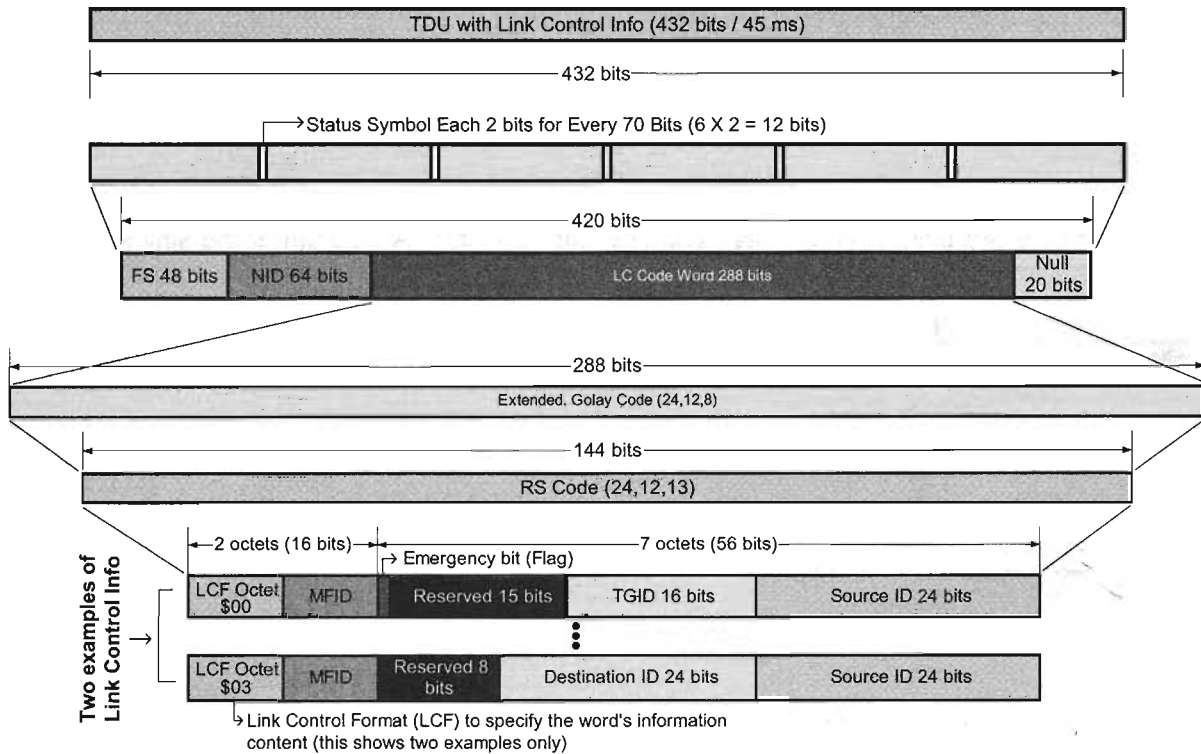 TDU with Link Control Info (432 bits / 45 ms)
432 bits
Status Symbol Each 2 bits for Every 70 Bits (6 X 2 = 12 bits)
420 bits
FS 48 bits
NID 64 bits
LC Code Word 288 bits
Null
20 bits
288 bits
Extended. Golay Code (24,12,8)
144 bits
RS Code (24,12,13)
2 octets (16 bits)
7 octets (56 bits)
Emergency bit (Flag)
Two examples of
Link Control Info
LCF Octet
$00
MFID
Reserved 15 bits
TGID 16 bits
Source ID 24 bits
LCF Octet
$03
MFID
Reserved 8
bits
Destination ID 24 bits
Source ID 24 bits
Link Control Format (LCF) to specify the word's information
content (this shows two examples only)